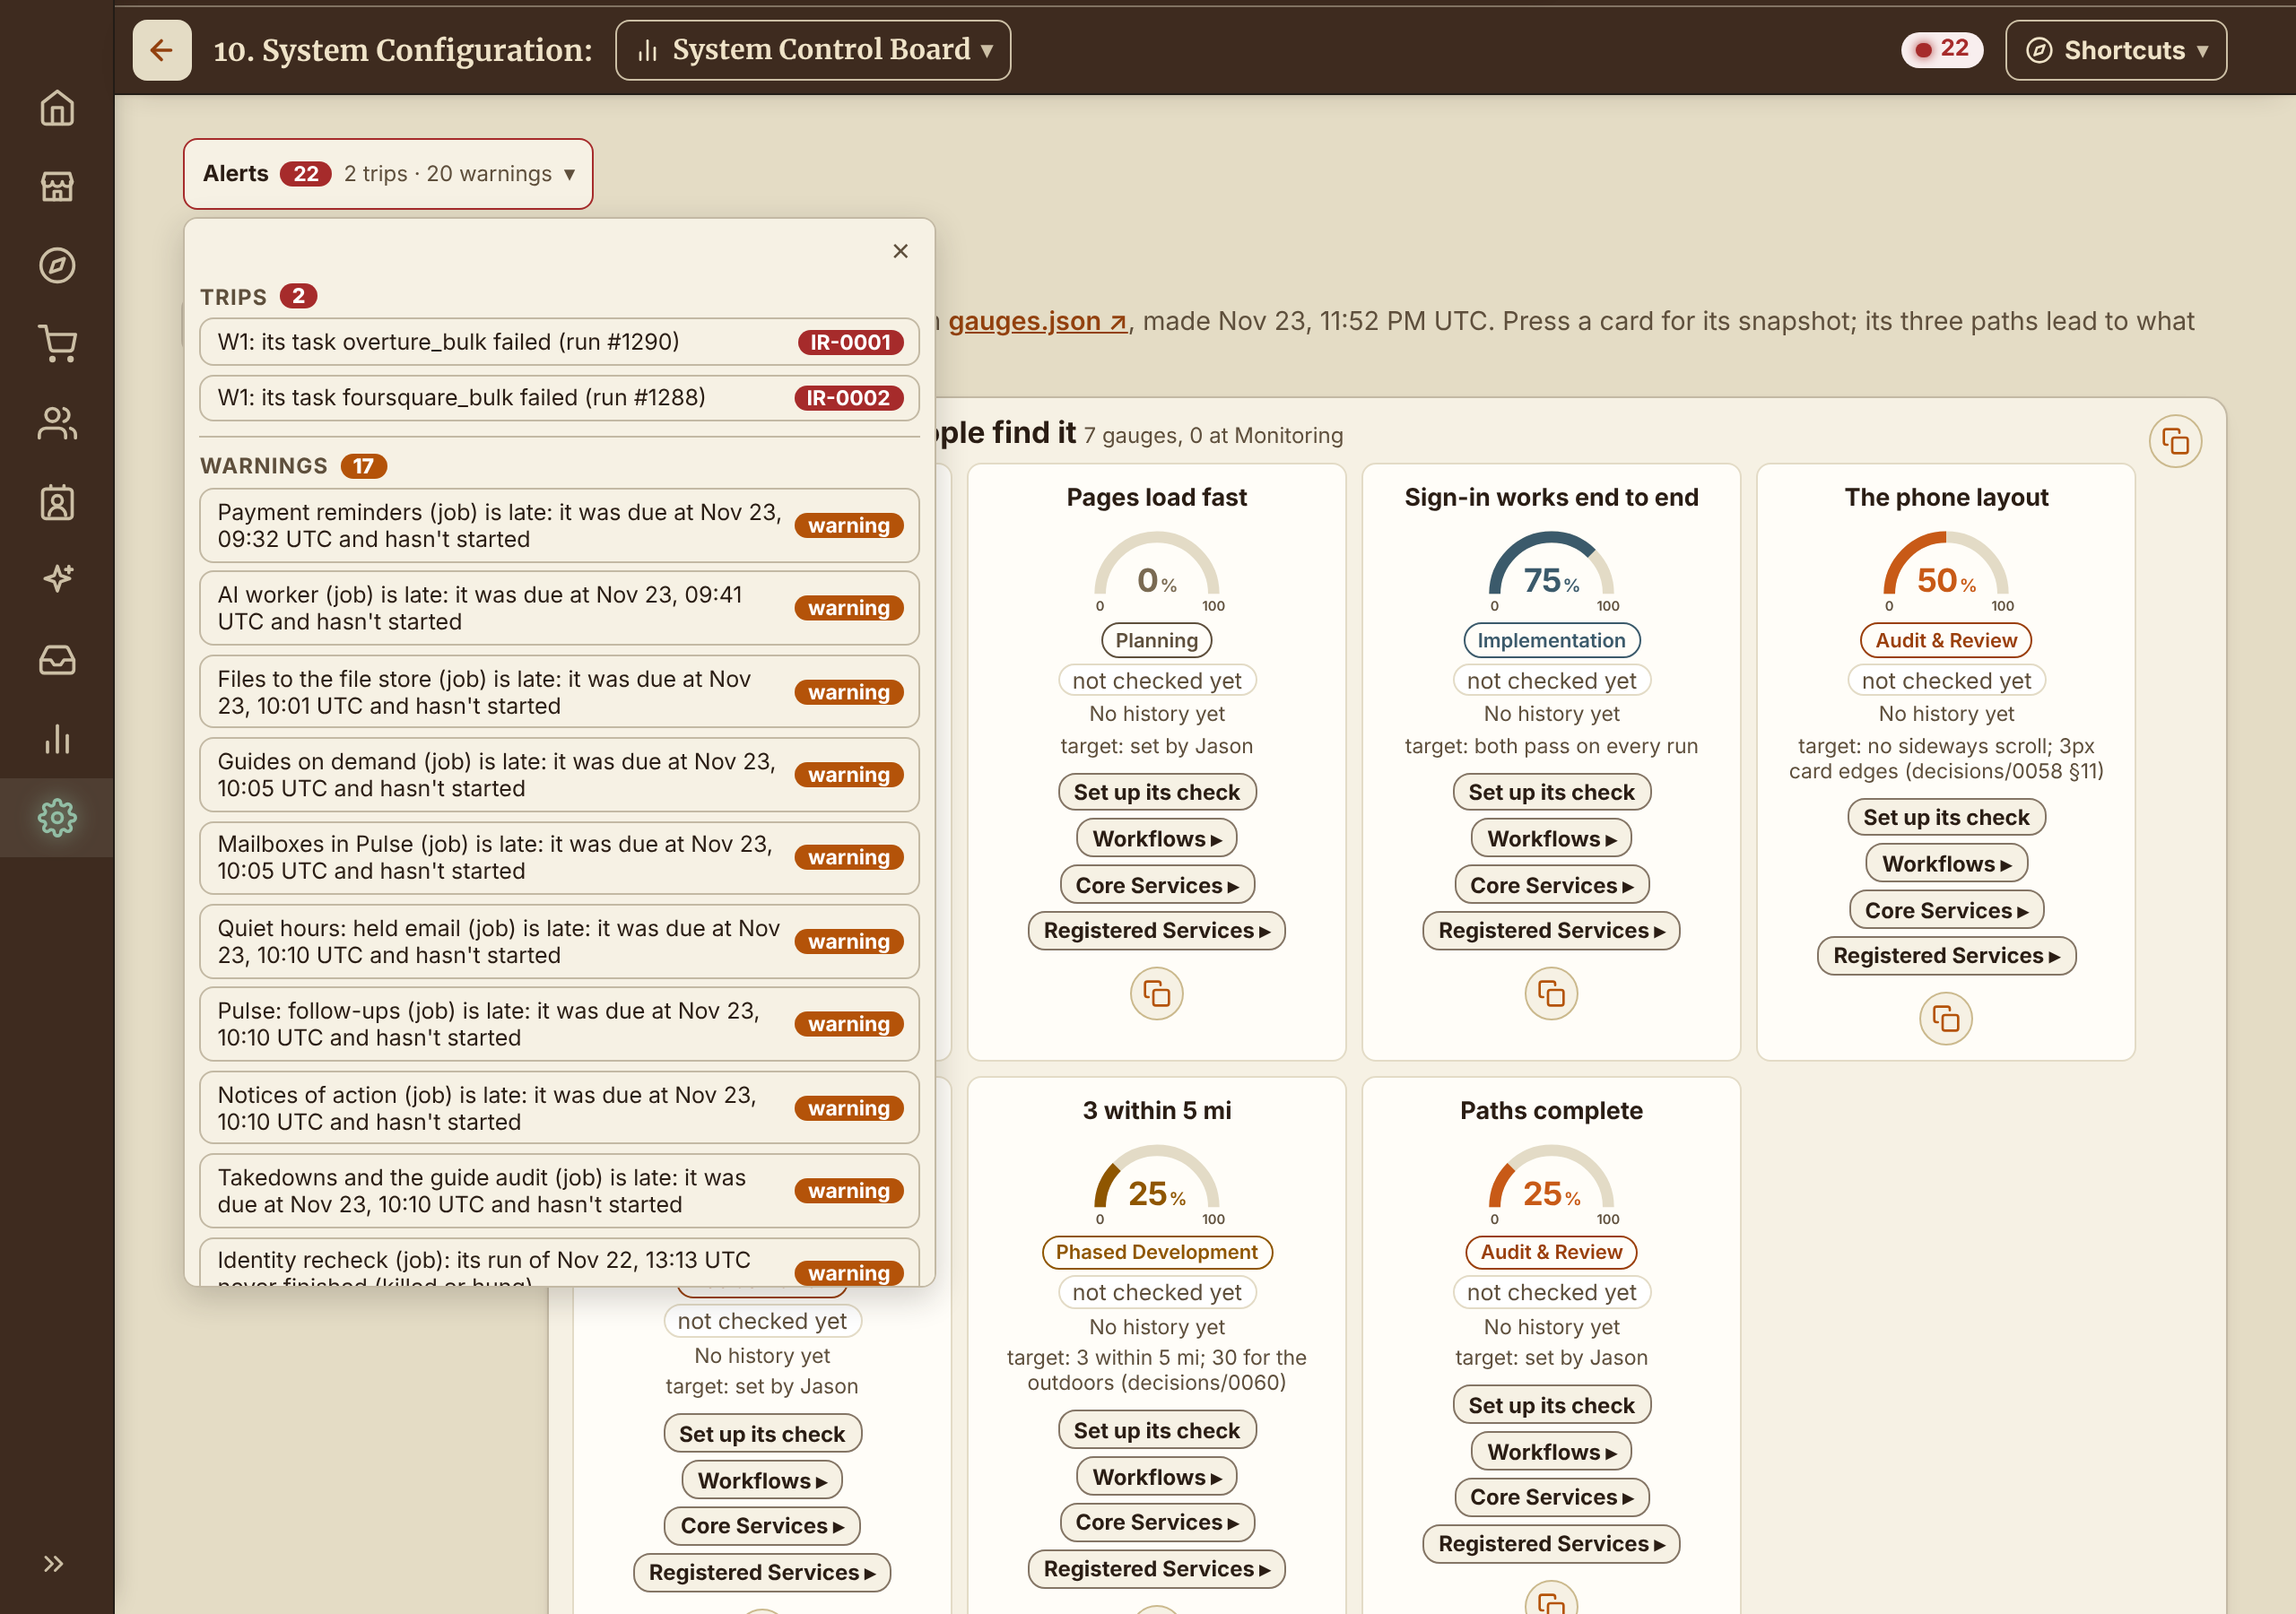 10. System Configuration:
System Control Board ▾
22
Shortcuts ▾
Alerts 22 2 trips · 20 warnings ▾
×
TRIPS 2
W1: its task overture_bulk failed (run #1290) IR-0001
W1: its task foursquare_bulk failed (run #1288) IR-0002
WARNINGS 17
Payment reminders (job) is late: it was due at Nov 23,
09:32 UTC and hasn't started
warning
AI worker (job) is late: it was due at Nov 23, 09:41
UTC and hasn't started
warning
Files to the file store (job) is late: it was due at Nov
23, 10:01 UTC and hasn't started
warning
Guides on demand (job) is late: it was due at Nov 23,
10:05 UTC and hasn't started
warning
Mailboxes in Pulse (job) is late: it was due at Nov 23,
10:05 UTC and hasn't started
warning
Quiet hours: held email (job) is late: it was due at Nov
23, 10:10 UTC and hasn't started
warning
Pulse: follow-ups (job) is late: it was due at Nov 23,
10:10 UTC and hasn't started
warning
Notices of action (job) is late: it was due at Nov 23,
10:10 UTC and hasn't started
warning
Takedowns and the guide audit (job) is late: it was
due at Nov 23, 10:10 UTC and hasn't started
warning
Identity recheck (job): its run of Nov 22, 13:13 UTC
never finished (killed or hung)
warning
gauges.json ↗, made Nov 23, 11:52 PM UTC. Press a card for its snapshot; its three paths lead to what
find it 7 gauges, 0 at Monitoring
Pages load fast
0%
0 100
Planning
not checked yet
No history yet
target: set by Jason
Set up its check
Workflows ▸
Core Services ▸
Registered Services ▸
Sign-in works end to end
75%
0 100
Implementation
not checked yet
No history yet
target: both pass on every run
Set up its check
Workflows ▸
Core Services ▸
Registered Services ▸
The phone layout
50%
0 100
Audit & Review
not checked yet
No history yet
target: no sideways scroll; 3px
card edges (decisions/0058 §11)
Set up its check
Workflows ▸
Core Services ▸
Registered Services ▸
not checked yet
No history yet
target: set by Jason
Set up its check
Workflows ▸
Core Services ▸
Registered Services ▸
3 within 5 mi
25%
0 100
Phased Development
not checked yet
No history yet
target: 3 within 5 mi; 30 for the
outdoors (decisions/0060)
Set up its check
Workflows ▸
Core Services ▸
Registered Services ▸
Paths complete
25%
0 100
Audit & Review
not checked yet
No history yet
target: set by Jason
Set up its check
Workflows ▸
Core Services ▸
Registered Services ▸